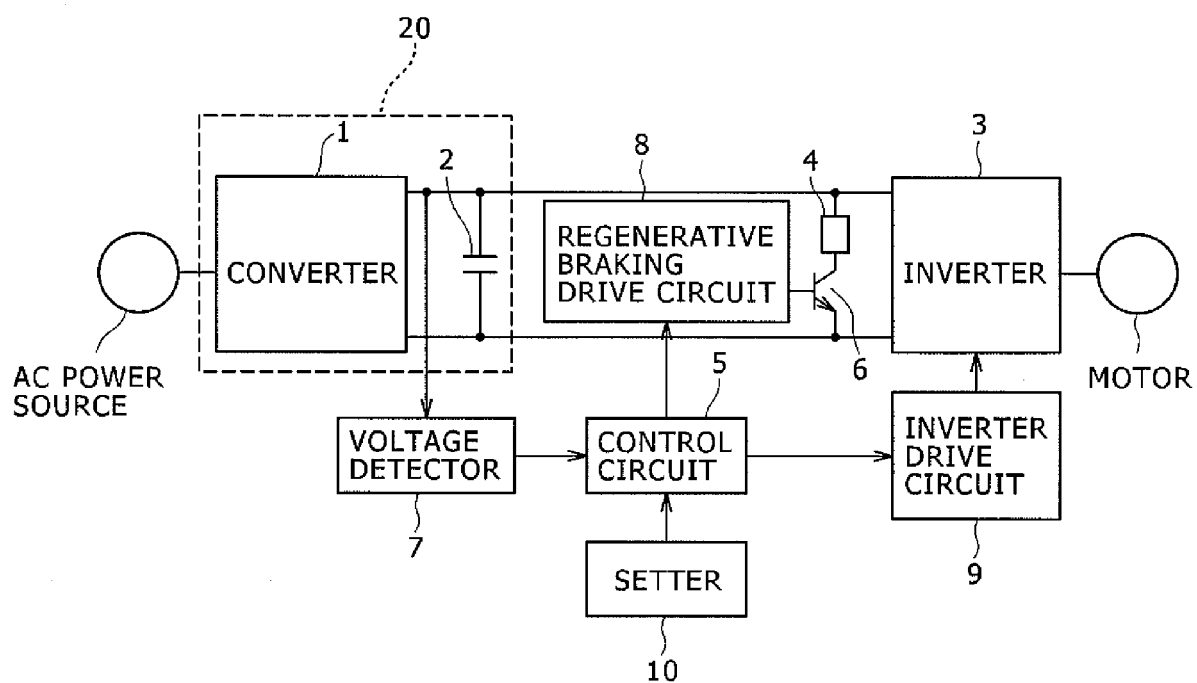 20
1
2
8
4
3
CONVERTER
REGENERATIVE
BRAKING
DRIVE CIRCUIT
INVERTER
6
AC POWER
SOURCE
MOTOR
5
VOLTAGE
DETECTOR
CONTROL
CIRCUIT
INVERTER
DRIVE
CIRCUIT
7
9
SETTER
10